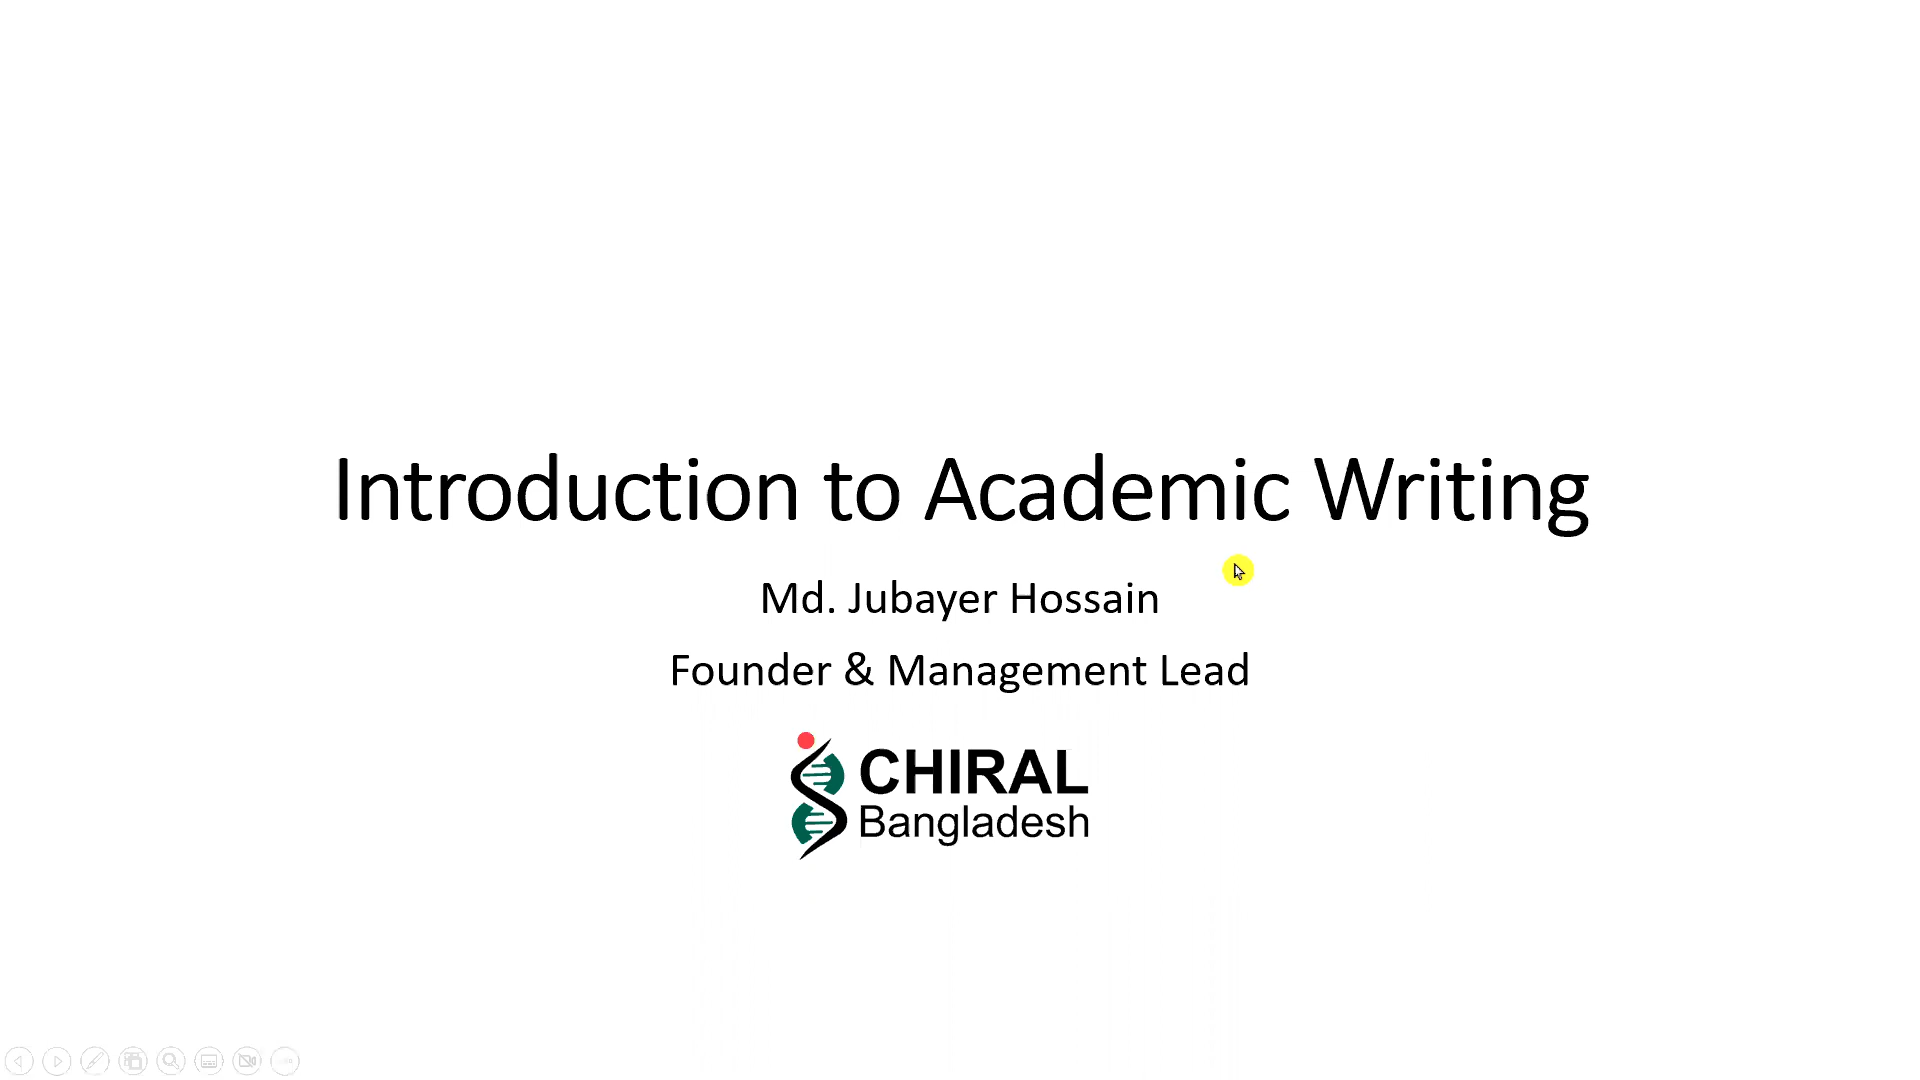 Introduction to Academic Writing
Md. Jubayer Hossain
Founder & Management Lead
CHIRAL
Bangladesh